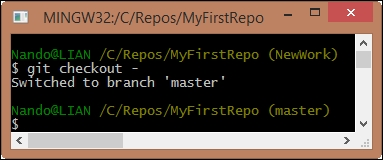 MINGW32:/C/Repos/MyFirstRepo
Nando@LIAN /C/Repos/MyFirstRepo (NewWork)
$ git checkout -
Switched to branch 'master'
Nando@LIAN /C/Repos/MyFirstRepo (master)
$